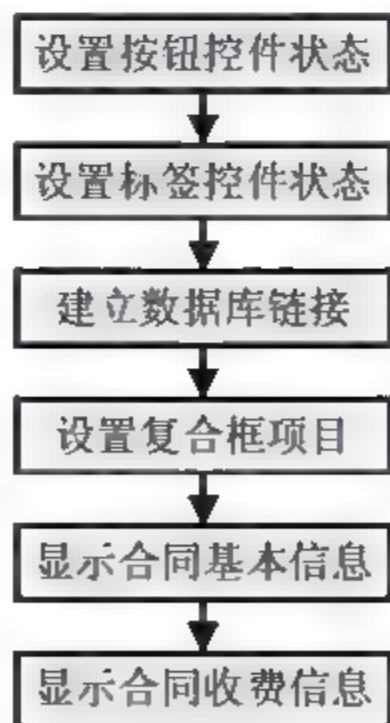 设置按钮控件状态
设置标签控件状态
建立数据库链接
设置复合框项目
显示合同基本信息
显示合同收费信息